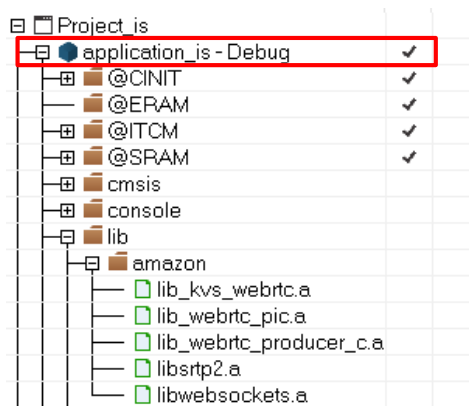 Project_is
application_is - Debug
@CINIT
@ERAM
@ITCM
@SRAM
cmsis
console
lib
amazon
lib_kvs_webrtc.a
lib_webrtc_pic.a
lib_webrtc_producer_c.a
libsrtp2.a
libwebsockets.a